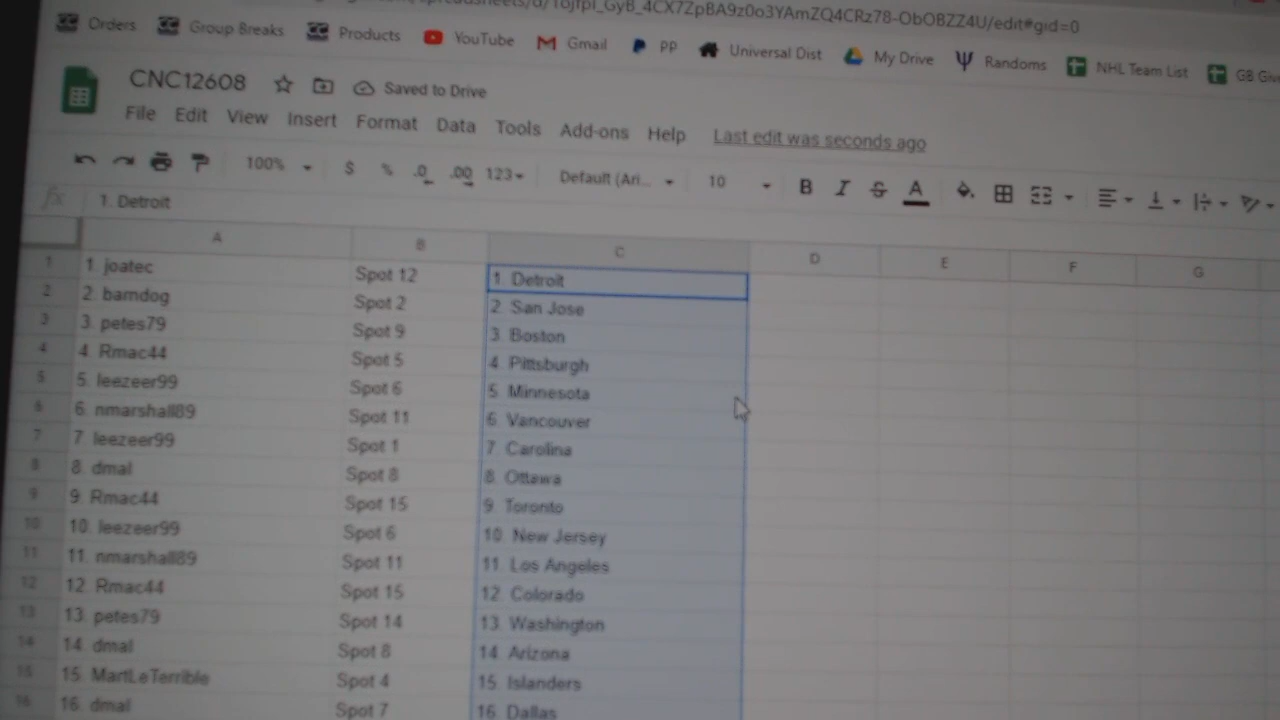 Orders Group Breaks Products YouTube Gmail PP Universal Dist My Drive Randoms NHL Team List
CNC12608 Saved to Drive
File Edit View Insert Format Data Tools Add-ons Help Last edit was seconds ago
100% $ % .0 .00 123 Default (Ari... 10 B I S A
fx 1. Detroit
A B C D E F G
1 1. joatec Spot 12 1. Detroit
2 2. bamdog Spot 2 2. San Jose
3 3. petes79 Spot 9 3. Boston
4 4. Rmac44 Spot 5 4. Pittsburgh
5 5. leezeer99 Spot 6 5. Minnesota
6 6. nmarshall89 Spot 11 6. Vancouver
7 7. leezeer99 Spot 1 7. Carolina
8 8. dmal Spot 8 8. Ottawa
9 9. Rmac44 Spot 15 9. Toronto
10 10. leezeer99 Spot 6 10. New Jersey
11 11. nmarshall89 Spot 11 11. Los Angeles
12 12. Rmac44 Spot 15 12. Colorado
13 13. petes79 Spot 14 13. Washington
14 14. dmal Spot 8 14. Arizona
15 15. MartLeTerrible Spot 4 15. Islanders
16 16. dmal Spot 7 16. Dallas